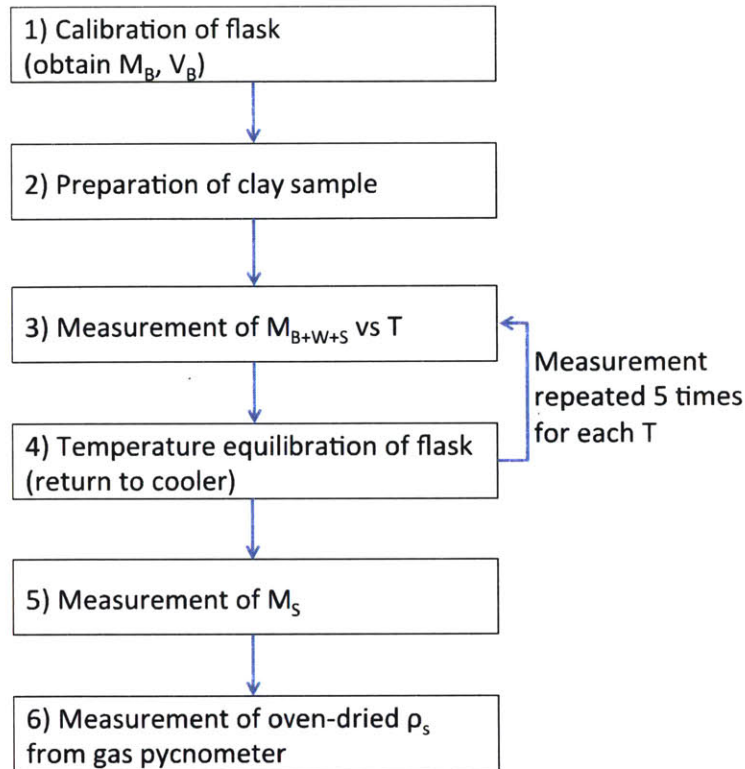 1) Calibration of flask
(obtain M_B, V_B)
2) Preparation of clay sample
3) Measurement of M_{B+W+S} vs T
Measurement
repeated 5 times
for each T
4) Temperature equilibration of flask
(return to cooler)
5) Measurement of M_S
6) Measurement of oven-dried ρ_s
from gas pycnometer